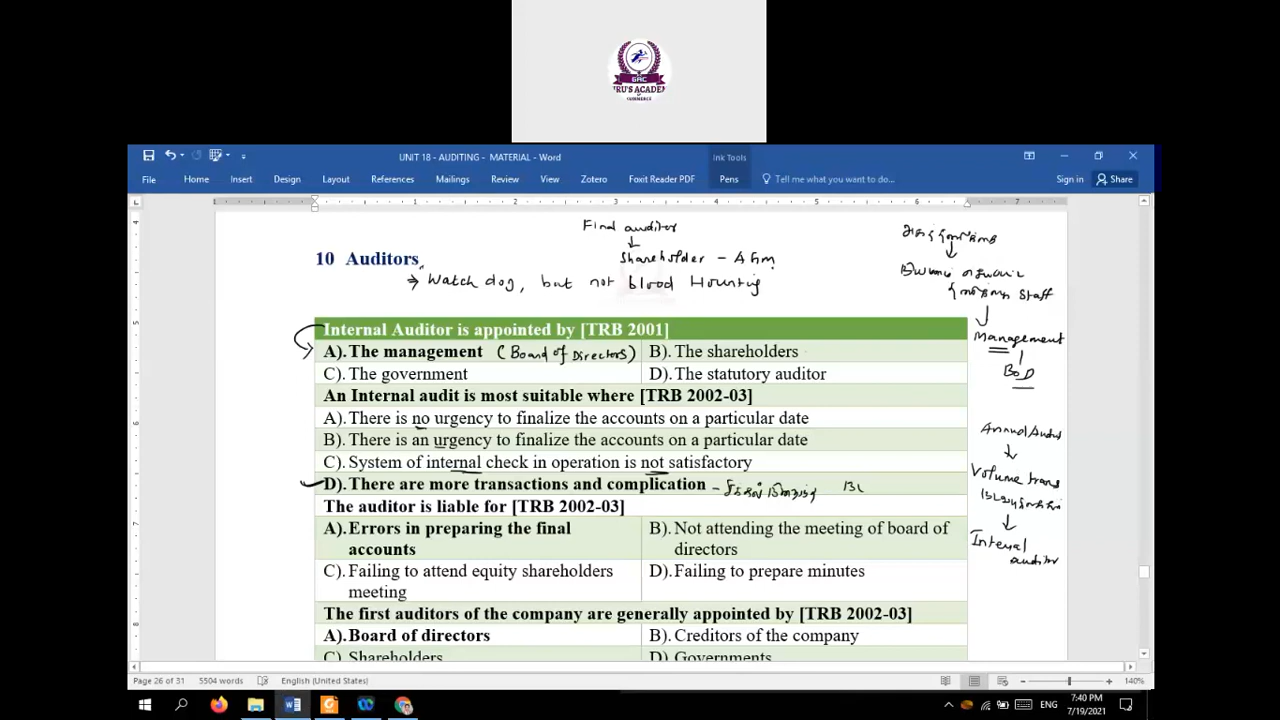 GAC
RU'S ACADE
COMMERCE
UNIT 18 - AUDITING - MATERIAL - Word
Ink Tools
File Home Insert Design Layout References Mailings Review View Zotero Foxit Reader PDF Pens Tell me what you want to do... Sign in Share
Final auditor
Shareholder - AGm
10 Auditors
→ Watch dog, but not blood Hounting
Staff
Management
BoD
Annual Audit
Volume trans
Internal
auditor
Internal Auditor is appointed by [TRB 2001]
A). The management (Board of Directors) B). The shareholders
C). The government D). The statutory auditor
An Internal audit is most suitable where [TRB 2002-03]
A). There is no urgency to finalize the accounts on a particular date
B). There is an urgency to finalize the accounts on a particular date
C). System of internal check in operation is not satisfactory
D). There are more transactions and complication -
The auditor is liable for [TRB 2002-03]
A). Errors in preparing the final accounts B). Not attending the meeting of board of directors
C). Failing to attend equity shareholders meeting D). Failing to prepare minutes
The first auditors of the company are generally appointed by [TRB 2002-03]
A). Board of directors B). Creditors of the company
C). Shareholders D). Governments
Page 26 of 31 5504 words English (United States) 140%
ENG 7:40 PM
7/19/2021